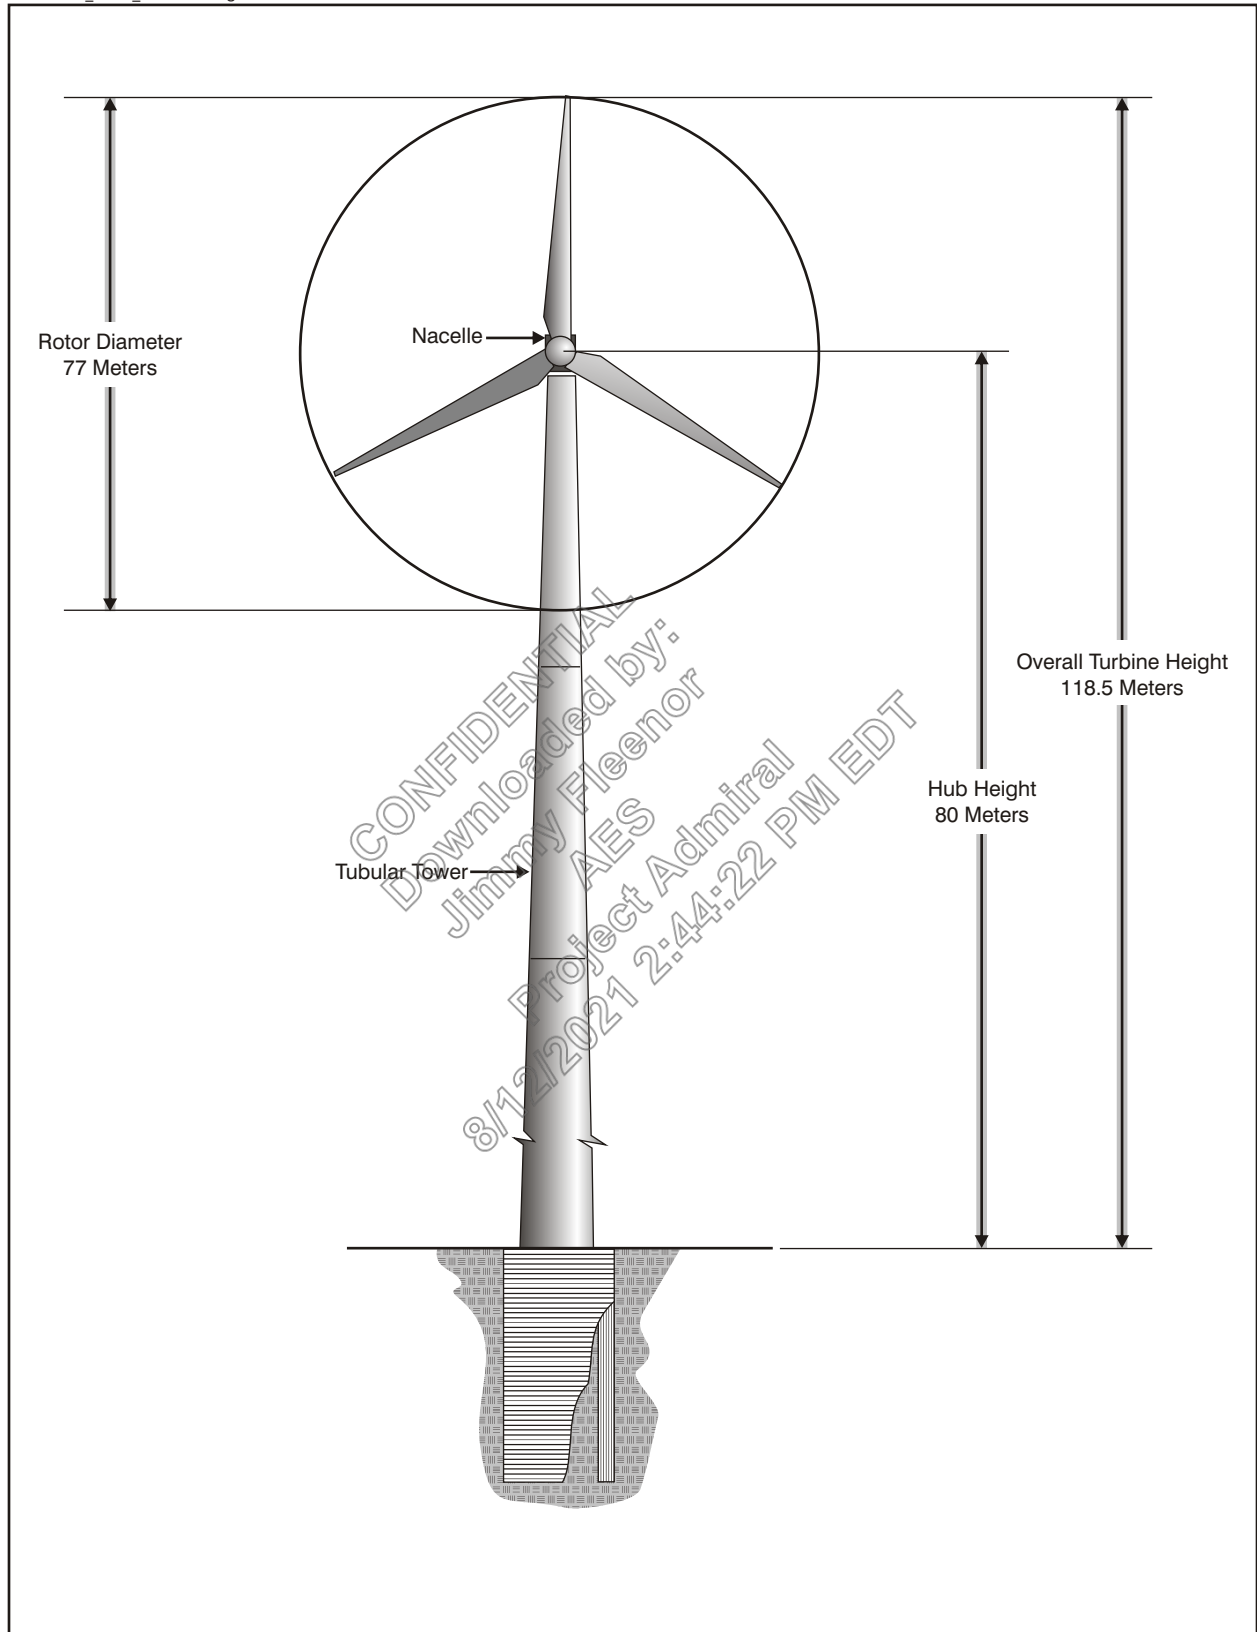 Rotor Diameter
77 Meters
Nacelle
Overall Turbine Height
118.5 Meters
Hub Height
80 Meters
Tubular Tower
CONFIDENTIAL
Downloaded by:
Jimmy Fleenor
AES
Project Admiral
8/12/2021 2:44:22 PM EDT